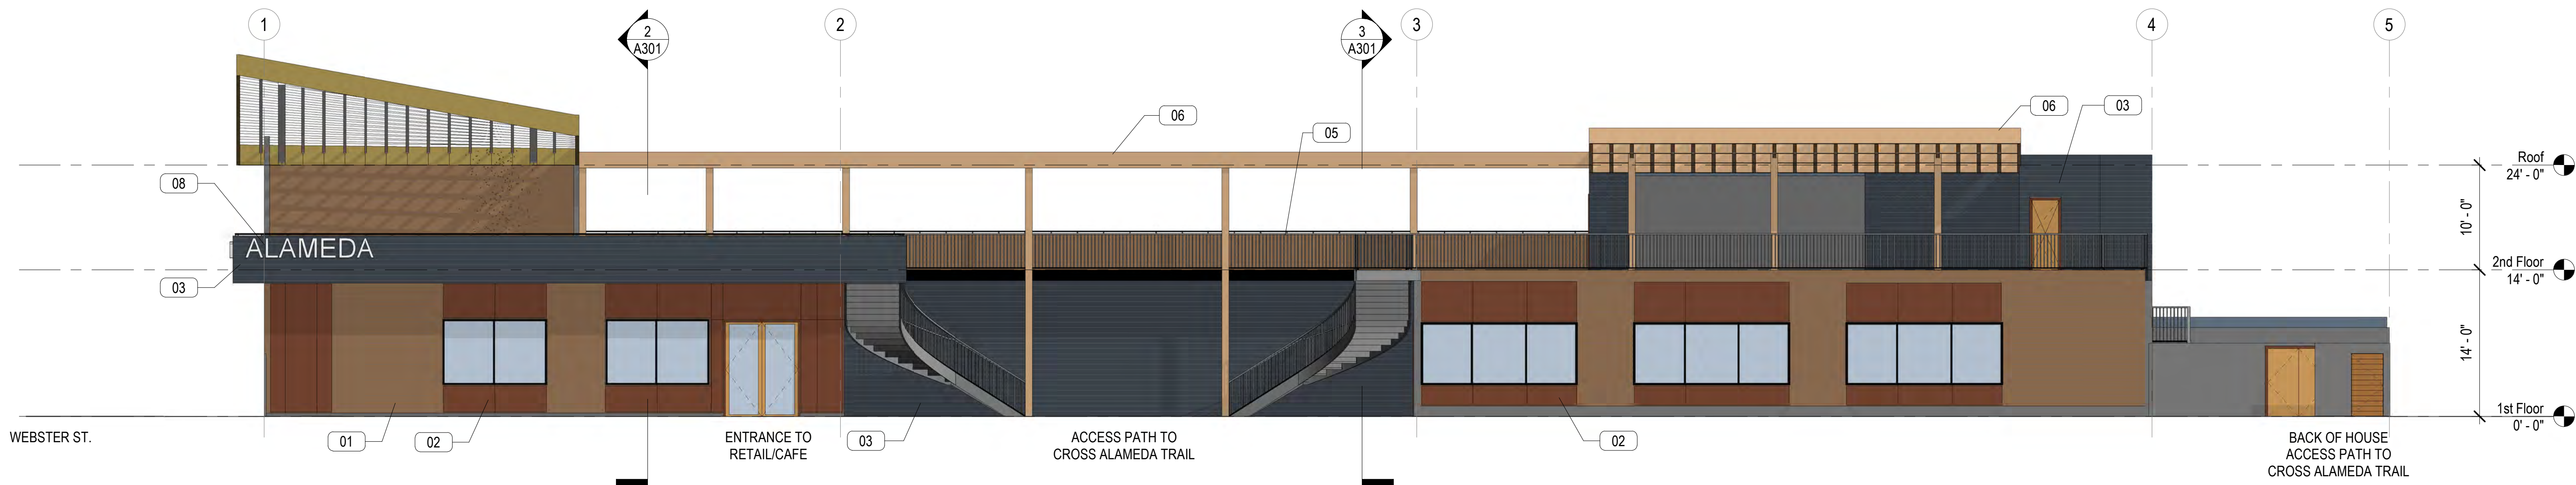 1
2
A301
2
3
A301
3
4
5
06
05
06
03
08
03
ALAMEDA
Roof
24' - 0"
10' - 0"
2nd Floor
14' - 0"
14' - 0"
1st Floor
0' - 0"
WEBSTER ST.
01
02
ENTRANCE TO
RETAIL/CAFE
03
ACCESS PATH TO
CROSS ALAMEDA TRAIL
02
BACK OF HOUSE
ACCESS PATH TO
CROSS ALAMEDA TRAIL